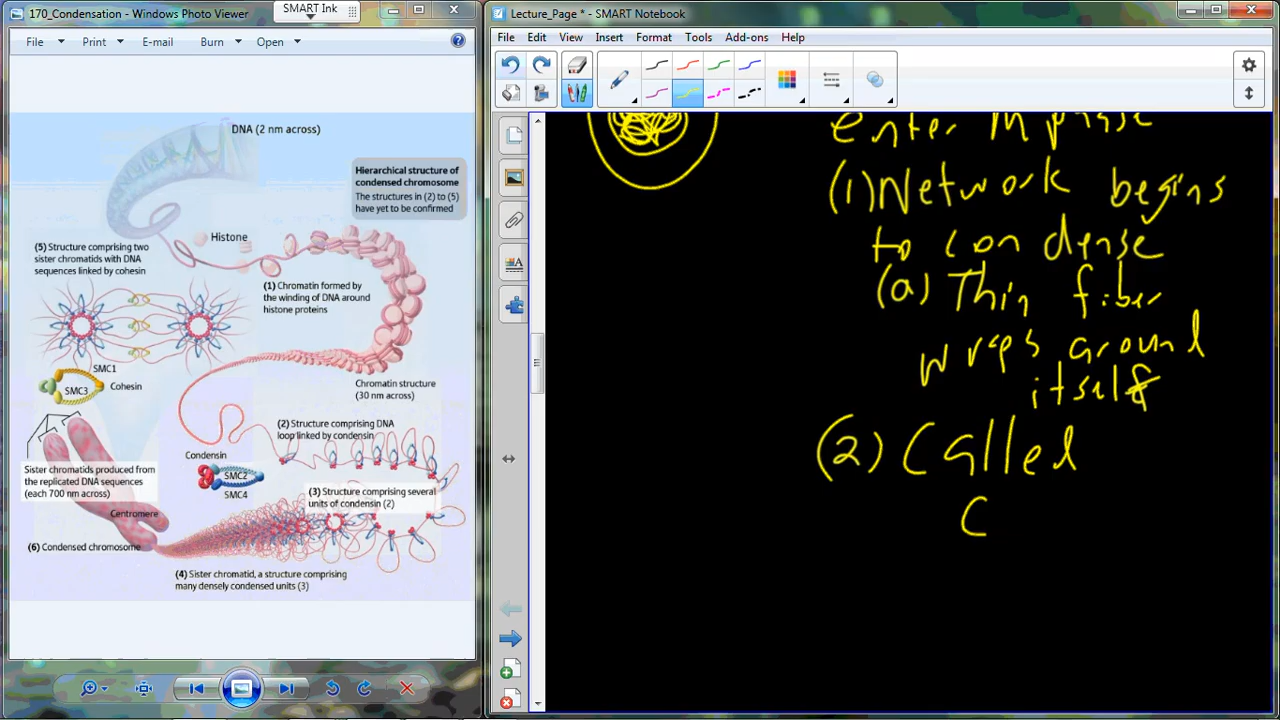 170_Condensation - Windows Photo Viewer
SMART Ink
File Print E-mail Burn Open
DNA (2 nm across)
Hierarchical structure of
condensed chromosome
The structures in (2) to (5)
have yet to be confirmed
Histone
(5) Structure comprising two
sister chromatids with DNA
sequences linked by cohesin
(1) Chromatin formed by
the winding of DNA around
histone proteins
SMC1
SMC3
Cohesin
Chromatin structure
(30 nm across)
(2) Structure comprising DNA
loop linked by condensin
Condensin
SMC2
SMC4
Sister chromatids produced from
the replicated DNA sequences
(each 700 nm across)
(3) Structure comprising several
units of condensin (2)
Centromere
(6) Condensed chromosome
(4) Sister chromatid, a structure comprising
many densely condensed units (3)
Lecture_Page * - SMART Notebook
File Edit View Insert Format Tools Add-ons Help
enter M phase
(1) Network begins
to condense
(a) Thin fiber
wraps around
itself
(2) Called
C